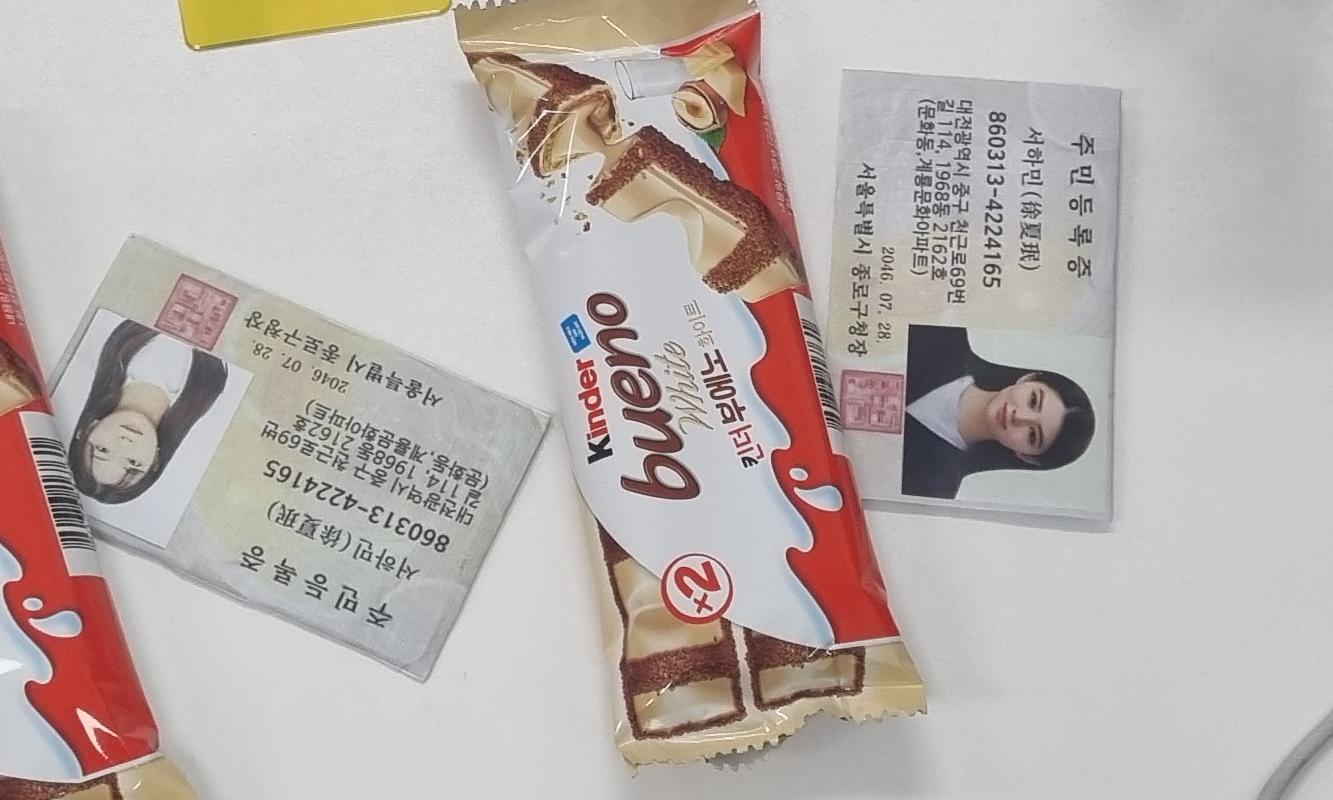 주민등록증
서하민(徐夏珉)
860313-4224165
대전광역시 중구 천근로69번
길 114, 1968동 2162호
(문화동,계룡문화아파트)
2046. 07. 28.
서울특별시 종로구청장
Kinder
bueno
White
화이트
킨더 부에노
×2
주민등록증
서하민(徐夏珉)
860313-4224165
대전광역시 중구 천근로69번
길 114, 1968동 2162호
(문화동,계룡문화아파트)
2046. 07. 28.
서울특별시 종로구청장